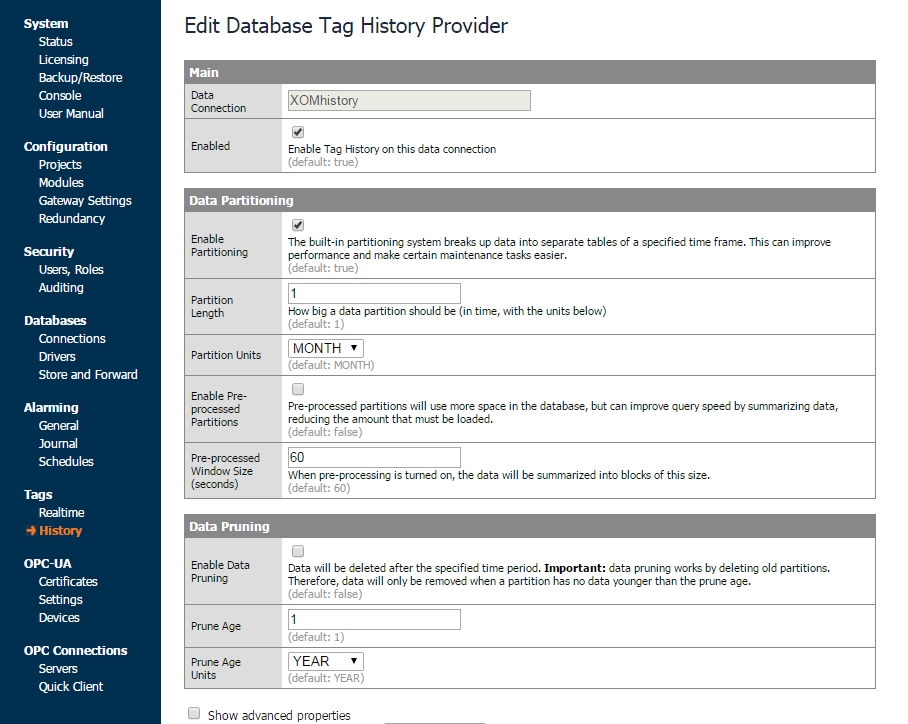 System
Status
Licensing
Backup/Restore
Console
User Manual
Configuration
Projects
Modules
Gateway Settings
Redundancy
Security
Users, Roles
Auditing
Databases
Connections
Drivers
Store and Forward
Alarming
General
Journal
Schedules
Tags
Realtime
History
OPC-UA
Certificates
Settings
Devices
OPC Connections
Servers
Quick Client
Edit Database Tag History Provider
Main
Data
Connection
XOMhistory
Enabled
Enable Tag History on this data connection
(default: true)
Data Partitioning
Enable
Partitioning
The built-in partitioning system breaks up data into separate tables of a specified time frame. This can improve
performance and make certain maintenance tasks easier.
(default: true)
Partition
Length
1
How big a data partition should be (in time, with the units below)
(default: 1)
Partition Units
MONTH
(default: MONTH)
Enable Pre-
processed
Partitions
Pre-processed partitions will use more space in the database, but can improve query speed by summarizing data,
reducing the amount that must be loaded.
(default: false)
Pre-processed
Window Size
(seconds)
60
When pre-processing is turned on, the data will be summarized into blocks of this size.
(default: 60)
Data Pruning
Enable Data
Pruning
Data will be deleted after the specified time period. Important: data pruning works by deleting old partitions.
Therefore, data will only be removed when a partition has no data younger than the prune age.
(default: false)
Prune Age
1
(default: 1)
Prune Age
Units
YEAR
(default: YEAR)
Show advanced properties